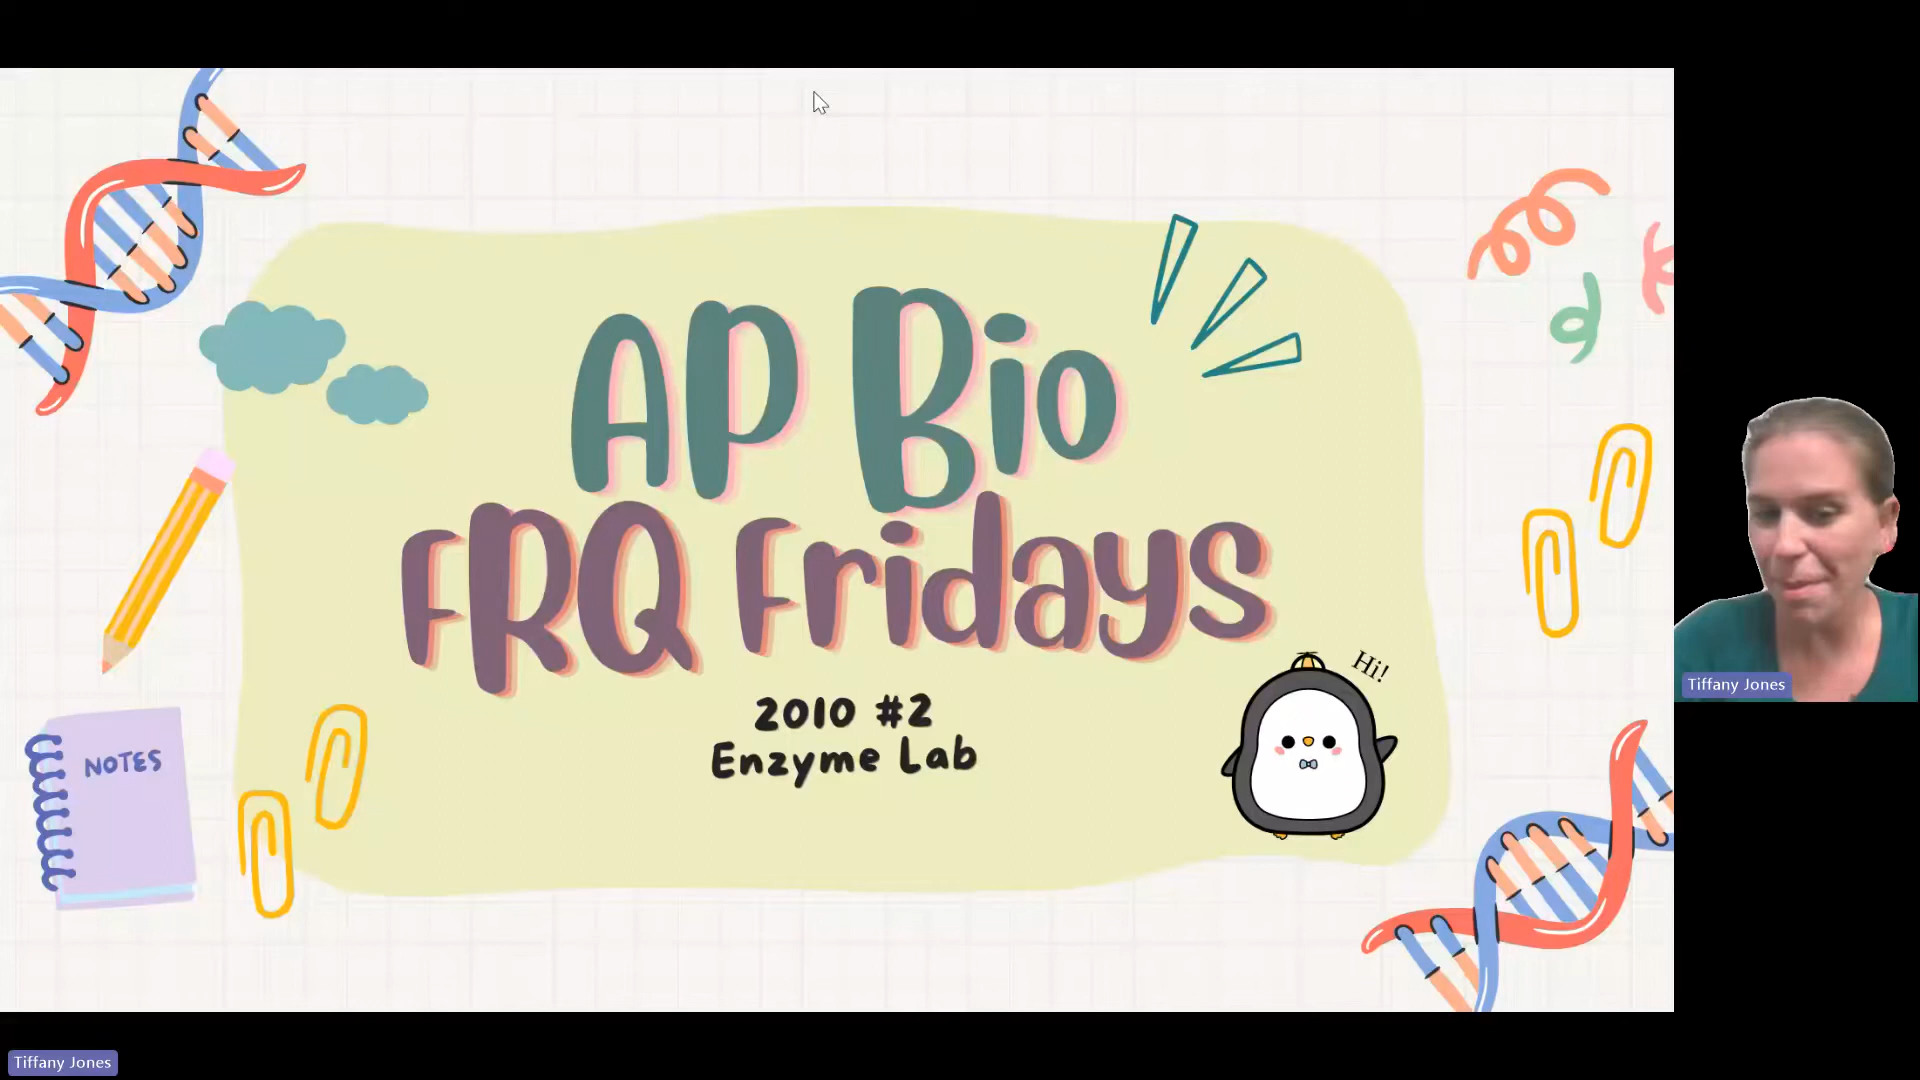 AP Bio
FRQ Fridays
2010 #2
Enzyme Lab
Hi!
NOTES
Tiffany Jones
Tiffany Jones